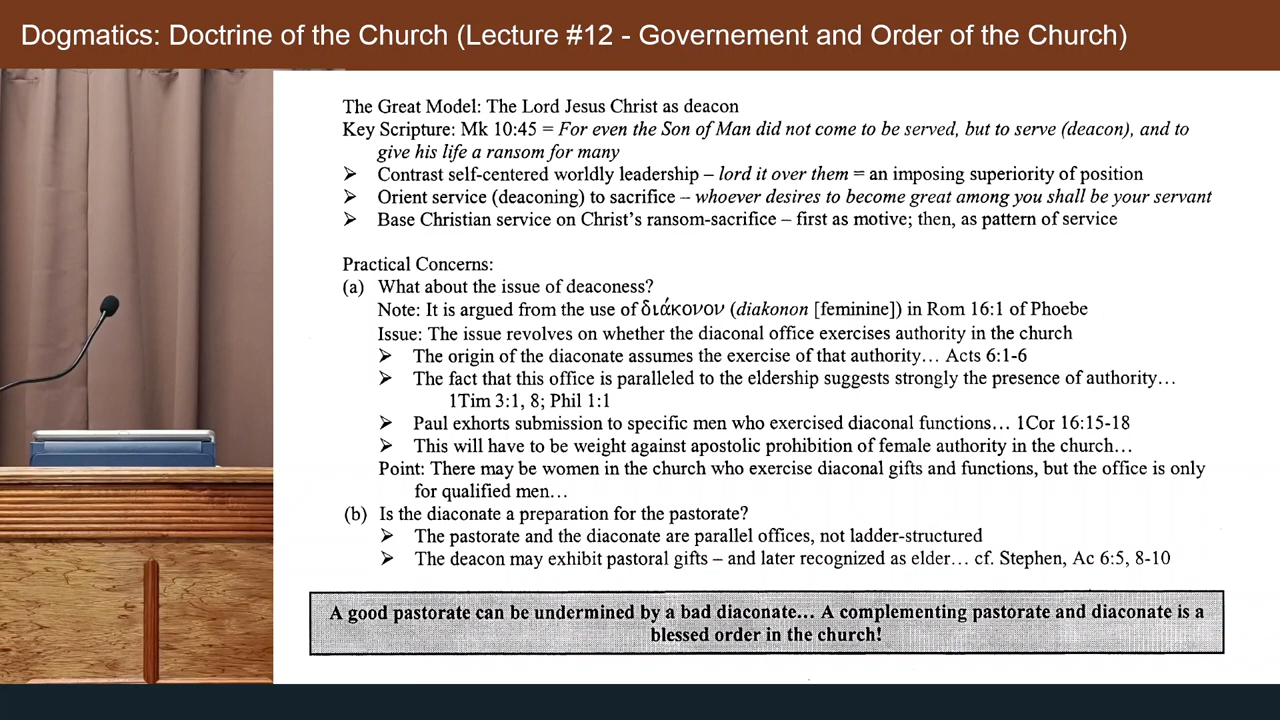 Dogmatics: Doctrine of the Church (Lecture #12 - Governement and Order of the Church)
The Great Model: The Lord Jesus Christ as deacon
Key Scripture: Mk 10:45 = For even the Son of Man did not come to be served, but to serve (deacon), and to
give his life a ransom for many
➢ Contrast self-centered worldly leadership – lord it over them = an imposing superiority of position
➢ Orient service (deaconing) to sacrifice – whoever desires to become great among you shall be your servant
➢ Base Christian service on Christ's ransom-sacrifice – first as motive; then, as pattern of service
Practical Concerns:
(a) What about the issue of deaconess?
Note: It is argued from the use of διάκονον (diakonon [feminine]) in Rom 16:1 of Phoebe
Issue: The issue revolves on whether the diaconal office exercises authority in the church
➢ The origin of the diaconate assumes the exercise of that authority… Acts 6:1-6
➢ The fact that this office is paralleled to the eldership suggests strongly the presence of authority…
1Tim 3:1, 8; Phil 1:1
➢ Paul exhorts submission to specific men who exercised diaconal functions… 1Cor 16:15-18
➢ This will have to be weight against apostolic prohibition of female authority in the church…
Point: There may be women in the church who exercise diaconal gifts and functions, but the office is only
for qualified men…
(b) Is the diaconate a preparation for the pastorate?
➢ The pastorate and the diaconate are parallel offices, not ladder-structured
➢ The deacon may exhibit pastoral gifts – and later recognized as elder… cf. Stephen, Ac 6:5, 8-10
A good pastorate can be undermined by a bad diaconate… A complementing pastorate and diaconate is a
blessed order in the church!